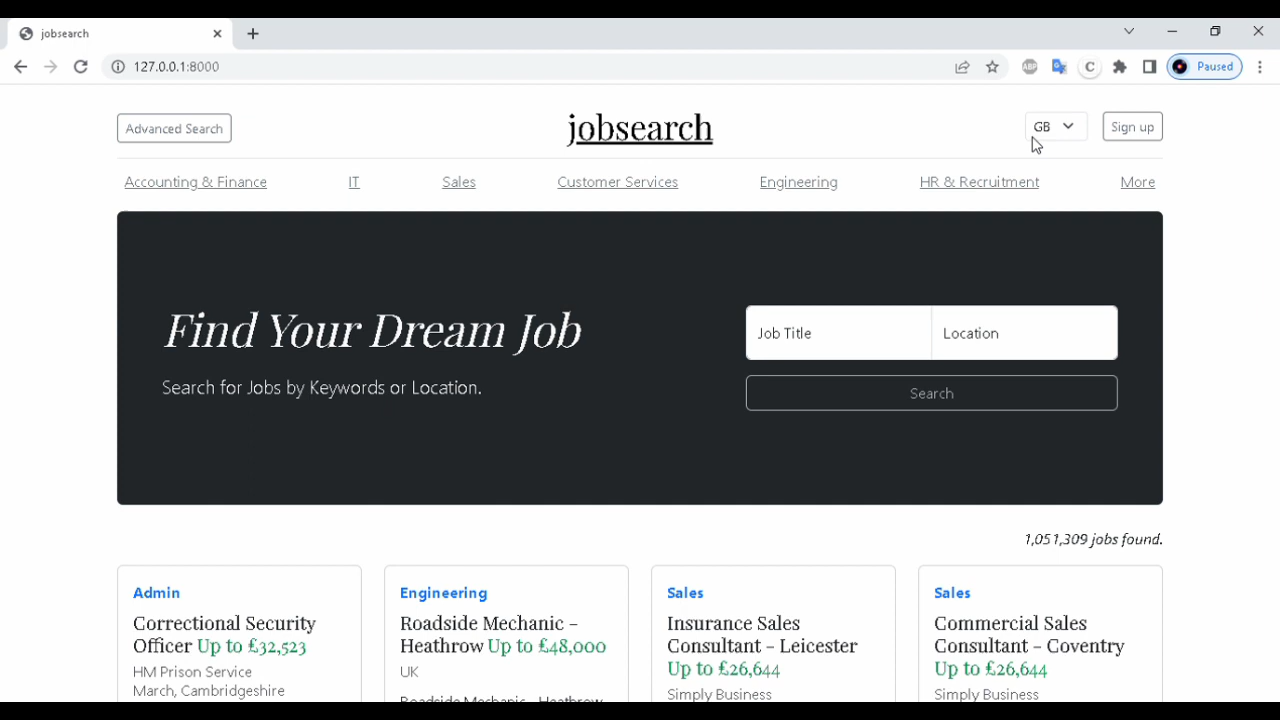 jobsearch
127.0.0.1:8000
ABP
C
Paused
Advanced Search
jobsearch
GB
Sign up
Accounting & Finance
IT
Sales
Customer Services
Engineering
HR & Recruitment
More
Find Your Dream Job
Search for Jobs by Keywords or Location.
Job Title
Location
Search
1,051,309 jobs found.
Admin
Correctional Security
Officer Up to £32,523
HM Prison Service
March, Cambridgeshire
Engineering
Roadside Mechanic –
Heathrow Up to £48,000
UK
Roadside Mechanic - Heathrow
Sales
Insurance Sales
Consultant – Leicester
Up to £26,644
Simply Business
Sales
Commercial Sales
Consultant – Coventry
Up to £26,644
Simply Business